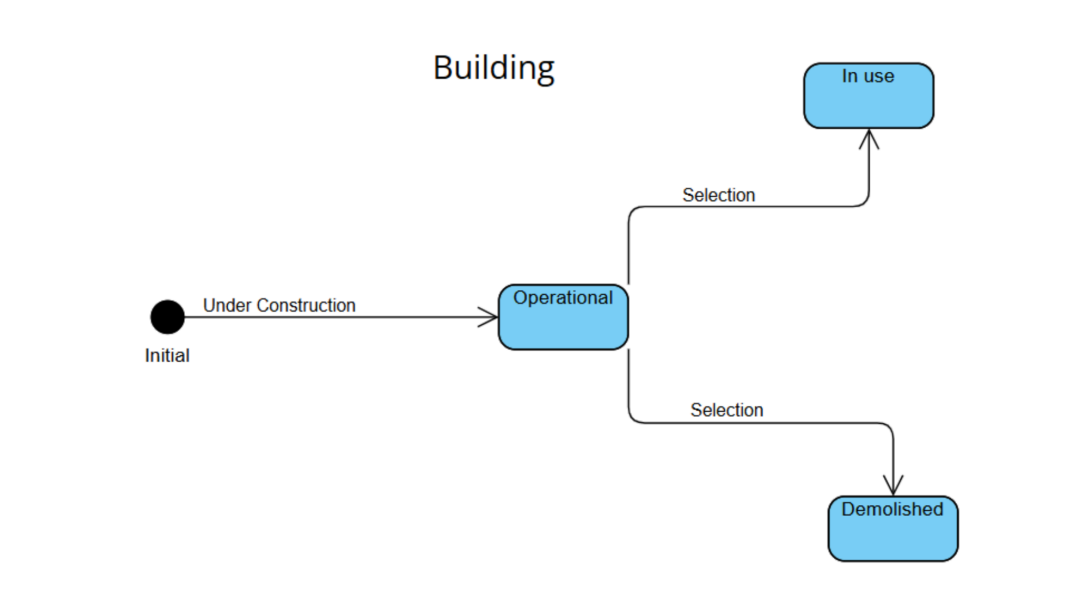 Building
In use
Selection
Operational
Under Construction
Initial
Selection
Demolished